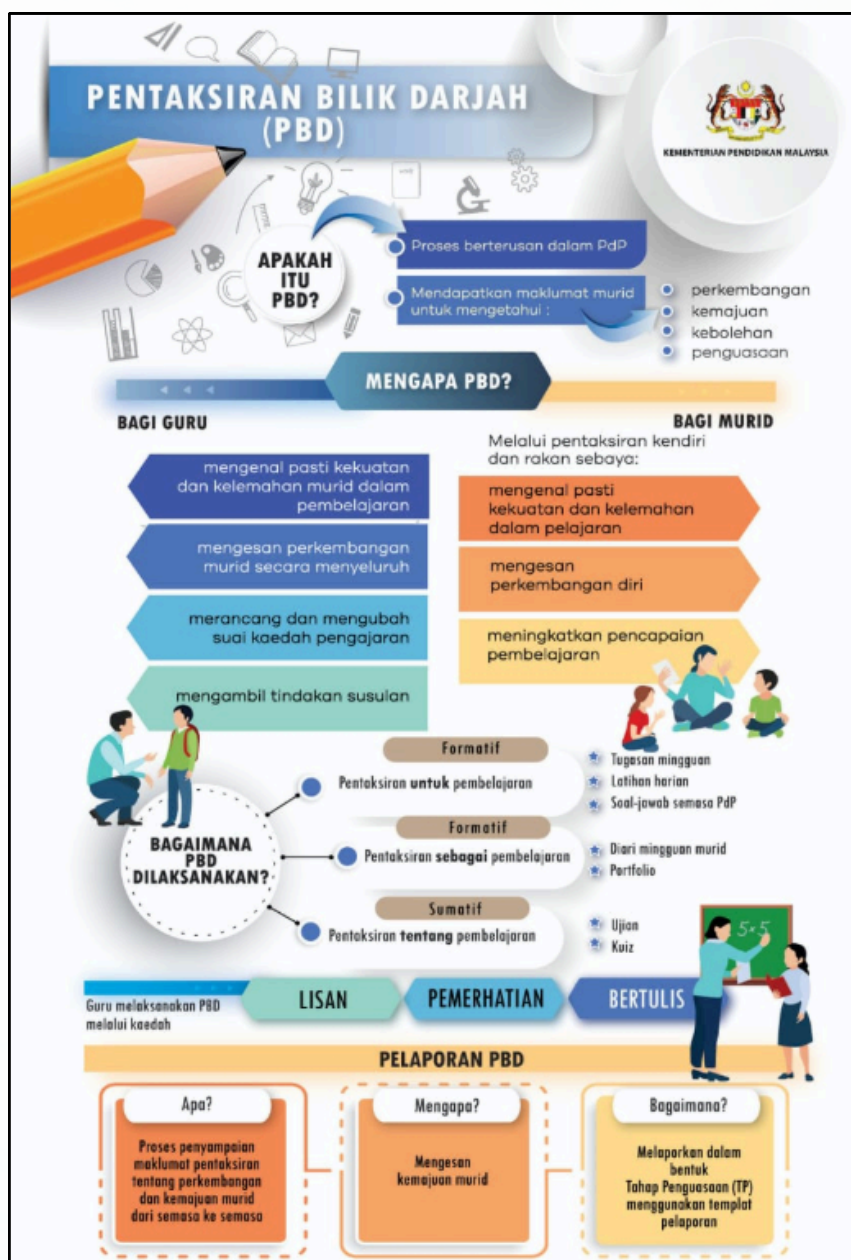 PENTAKSIRAN BILIK DARJAH
(PBD)
KEMENTERIAN PENDIDIKAN MALAYSIA
APAKAH
ITU
PBD?
Proses berterusan dalam PdP
Mendapatkan maklumat murid
untuk mengetahui :
perkembangan
kemajuan
kebolehan
penguasaan
MENGAPA PBD?
BAGI GURU
mengenal pasti kekuatan
dan kelemahan murid dalam
pembelajaran
mengesan perkembangan
murid secara menyeluruh
merancang dan mengubah
suai kaedah pengajaran
mengambil tindakan susulan
BAGI MURID
Melalui pentaksiran kendiri
dan rakan sebaya:
mengenal pasti
kekuatan dan kelemahan
dalam pelajaran
mengesan
perkembangan diri
meningkatkan pencapaian
pembelajaran
BAGAIMANA
PBD
DILAKSANAKAN?
Formatif
Pentaksiran untuk pembelajaran
Tugasan mingguan
Latihan harian
Soal-jawab semasa PdP
Formatif
Pentaksiran sebagai pembelajaran
Diari mingguan murid
Portfolio
Sumatif
Pentaksiran tentang pembelajaran
Ujian
Kuiz
5×5
Guru melaksanakan PBD
melalui kaedah
LISAN
PEMERHATIAN
BERTULIS
PELAPORAN PBD
Apa?
Proses penyampaian
maklumat pentaksiran
tentang perkembangan
dan kemajuan murid
dari semasa ke semasa
Mengapa?
Mengesan
kemajuan murid
Bagaimana?
Melaporkan dalam
bentuk
Tahap Penguasaan (TP)
menggunakan templat
pelaporan